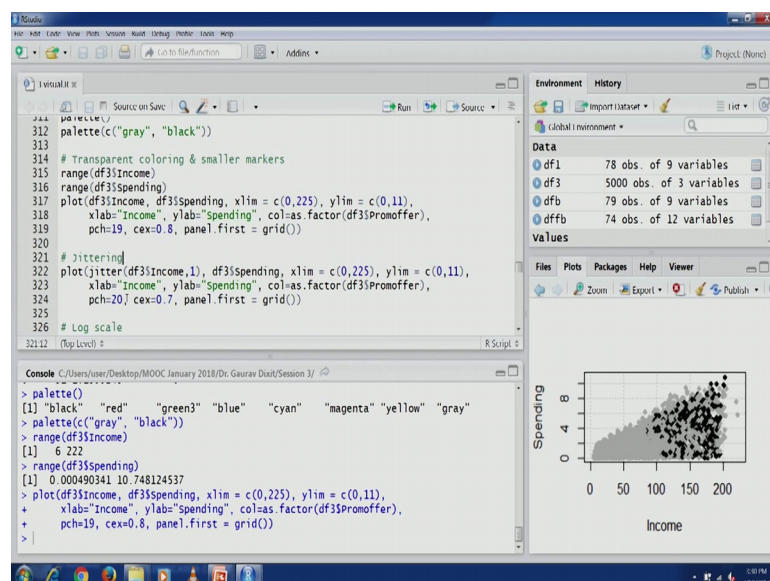 RStudio
File Edit Code View Plots Session Build Debug Profile Tools Help
Go to file/function
Addins
Project: (None)
1 visual.R
Source on Save
Run
Source
311 palette()
312 palette(c("gray", "black"))
313
314 # Transparent coloring & smaller markers
315 range(df3$Income)
316 range(df3$Spending)
317 plot(df3$Income, df3$Spending, xlim = c(0,225), ylim = c(0,11),
318 xlab="Income", ylab="Spending", col=as.factor(df3$Promoffer),
319 pch=19, cex=0.8, panel.first = grid())
320
321 # Jittering
322 plot(jitter(df3$Income,1), df3$Spending, xlim = c(0,225), ylim = c(0,11),
323 xlab="Income", ylab="Spending", col=as.factor(df3$Promoffer),
324 pch=20, cex=0.7, panel.first = grid())
325
326 # Log scale
321:12 (Top Level) R Script
Console C:/Users/user/Desktop/MOOC January 2018/Dr. Gaurav Dixit/Session 3/
> palette()
[1] "black" "red" "green3" "blue" "cyan" "magenta" "yellow" "gray"
> palette(c("gray", "black"))
> range(df3$Income)
[1] 6 222
> range(df3$Spending)
[1] 0.000490341 10.748124537
> plot(df3$Income, df3$Spending, xlim = c(0,225), ylim = c(0,11),
+ xlab="Income", ylab="Spending", col=as.factor(df3$Promoffer),
+ pch=19, cex=0.8, panel.first = grid())
>
Environment History
Import Dataset
List
Global Environment
Data
df1 78 obs. of 9 variables
df3 5000 obs. of 3 variables
dfb 79 obs. of 9 variables
dffb 74 obs. of 12 variables
Values
Files Plots Packages Help Viewer
Zoom Export Publish
Spending
8
4
0
0 50 100 150 200
Income